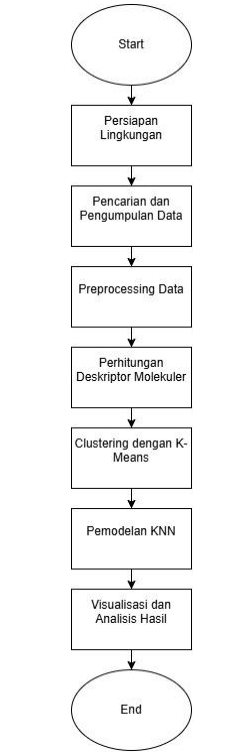 Start
Persiapan
Lingkungan
Pencarian dan
Pengumpulan Data
Preprocessing Data
Perhitungan
Deskriptor Molekuler
Clustering dengan K-
Means
Pemodelan KNN
Visualisasi dan
Analisis Hasil
End